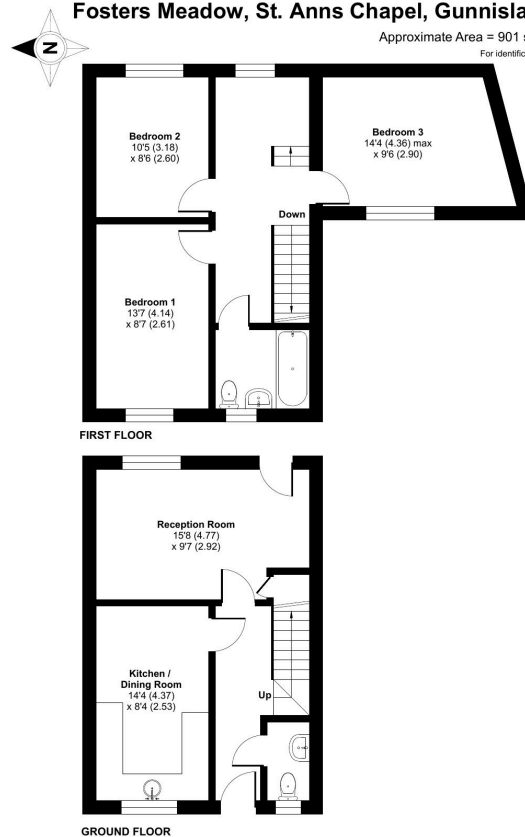 Fosters Meadow, St. Anns Chapel, Gunnisla
Approximate Area = 901 s
For identific
N
Bedroom 2
10'5 (3.18)
x 8'6 (2.60)
Bedroom 3
14'4 (4.36) max
x 9'6 (2.90)
Down
Bedroom 1
13'7 (4.14)
x 8'7 (2.61)
FIRST FLOOR
Reception Room
15'8 (4.77)
x 9'7 (2.92)
Kitchen /
Dining Room
14'4 (4.37)
x 8'4 (2.53)
Up
GROUND FLOOR